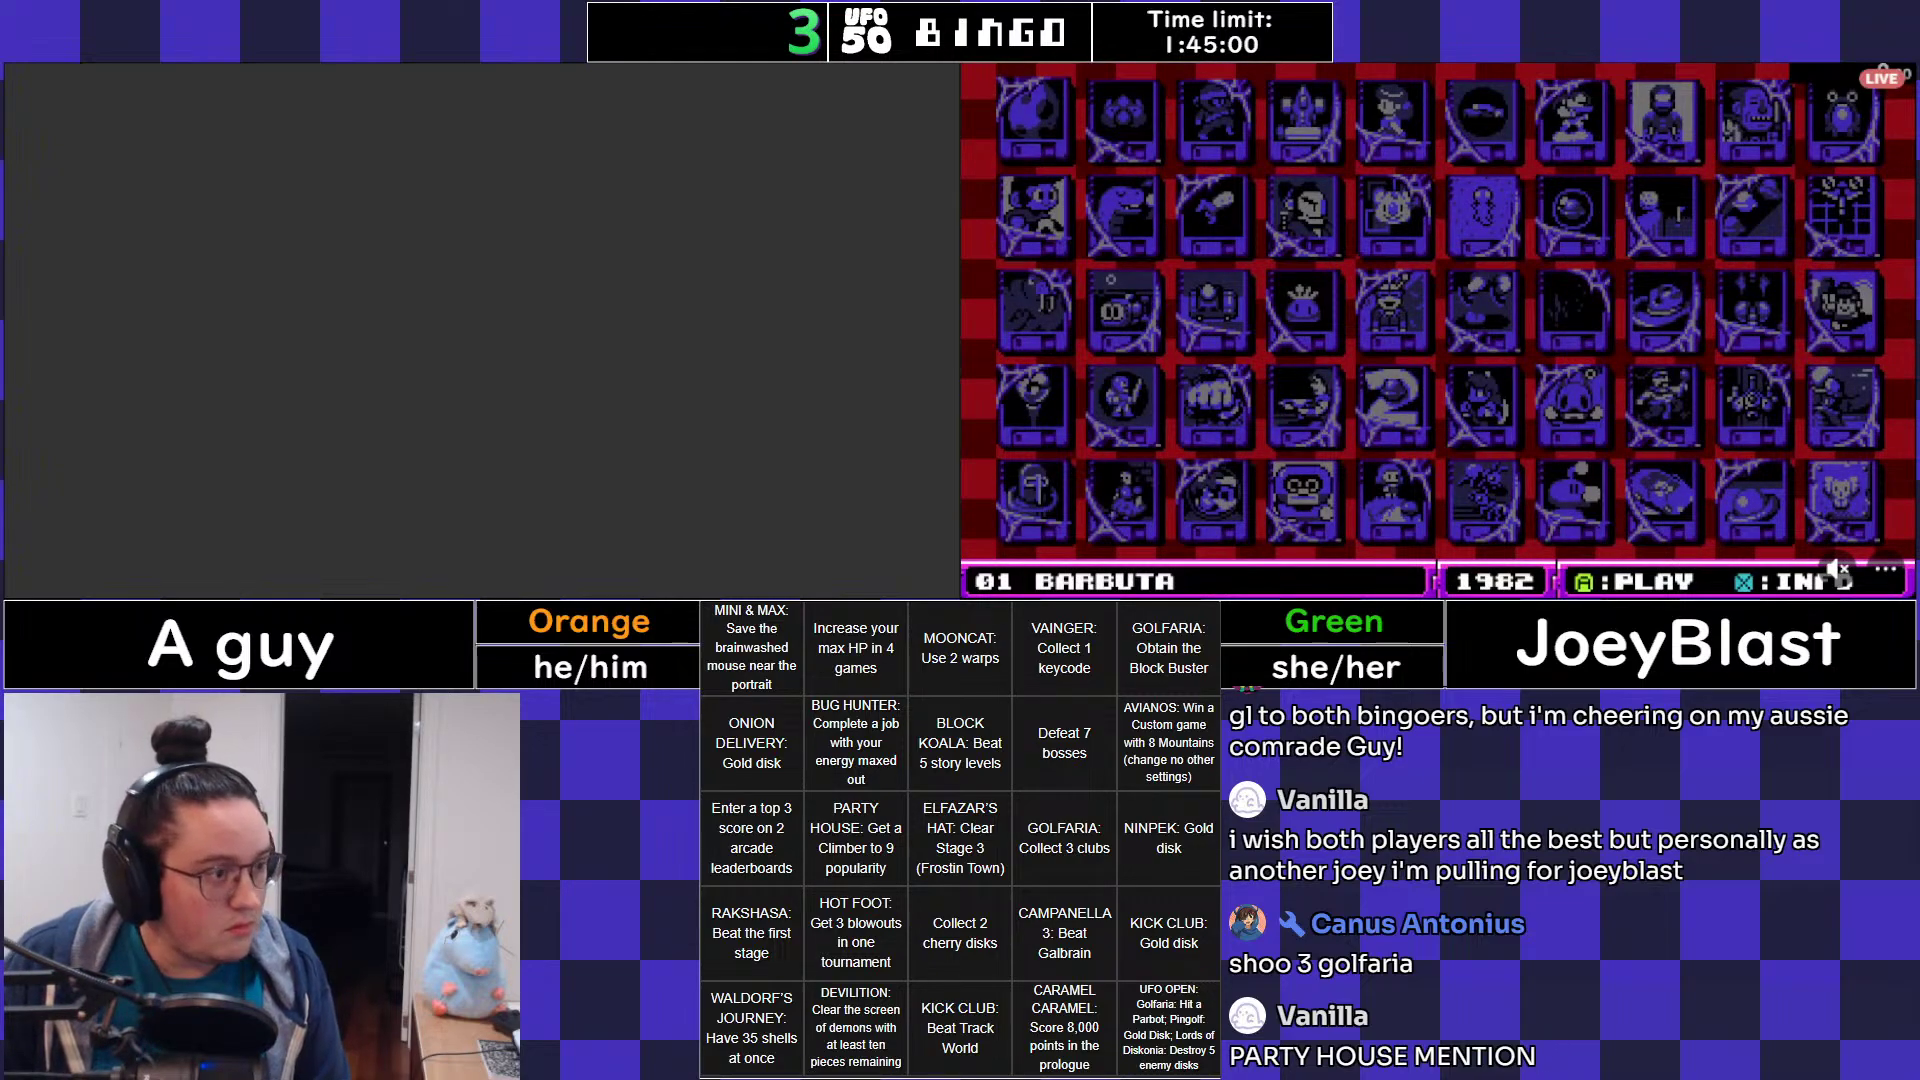 3
UFO
50
BINGO
Time limit:
1:45:00
LIVE
01 BARBUTA
1982
A:PLAY
X:INFO
A guy
Orange
he/him
MINI & MAX:
Save the
brainwashed
mouse near the
portrait
Increase your
max HP in 4
games
MOONCAT:
Use 2 warps
VAINGER:
Collect 1
keycode
GOLFARIA:
Obtain the
Block Buster
ONION
DELIVERY:
Gold disk
BUG HUNTER:
Complete a job
with your
energy maxed
out
BLOCK
KOALA: Beat
5 story levels
Defeat 7
bosses
AVIANOS: Win a
Custom game
with 8 Mountains
(change no other
settings)
Enter a top 3
score on 2
arcade
leaderboards
PARTY
HOUSE: Get a
Climber to 9
popularity
ELFAZAR'S
HAT: Clear
Stage 3
(Frostin Town)
GOLFARIA:
Collect 3 clubs
NINPEK: Gold
disk
RAKSHASA:
Beat the first
stage
HOT FOOT:
Get 3 blowouts
in one
tournament
Collect 2
cherry disks
CAMPANELLA
3: Beat
Galbrain
KICK CLUB:
Gold disk
WALDORF'S
JOURNEY:
Have 35 shells
at once
DEVILITION:
Clear the screen
of demons with
at least ten
pieces remaining
KICK CLUB:
Beat Track
World
CARAMEL
CARAMEL:
Score 8,000
points in the
prologue
UFO OPEN:
Golfaria: Hit a
Parbot; Pingolf:
Gold Disk; Lords of
Diskonia: Destroy 5
enemy disks
Green
she/her
JoeyBlast
gl to both bingoers, but i'm cheering on my aussie
comrade Guy!
Vanilla
i wish both players all the best but personally as
another joey i'm pulling for joeyblast
Canus Antonius
shoo 3 golfaria
Vanilla
PARTY HOUSE MENTION